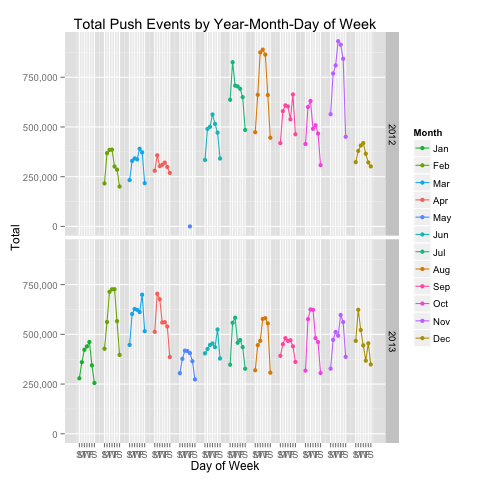 Total Push Events by Year-Month-Day of Week
750,000
500,000
250,000
0
2012
750,000
500,000
250,000
0
2013
Total
Day of Week
Month
Jan
Feb
Mar
Apr
May
Jun
Jul
Aug
Sep
Oct
Nov
Dec